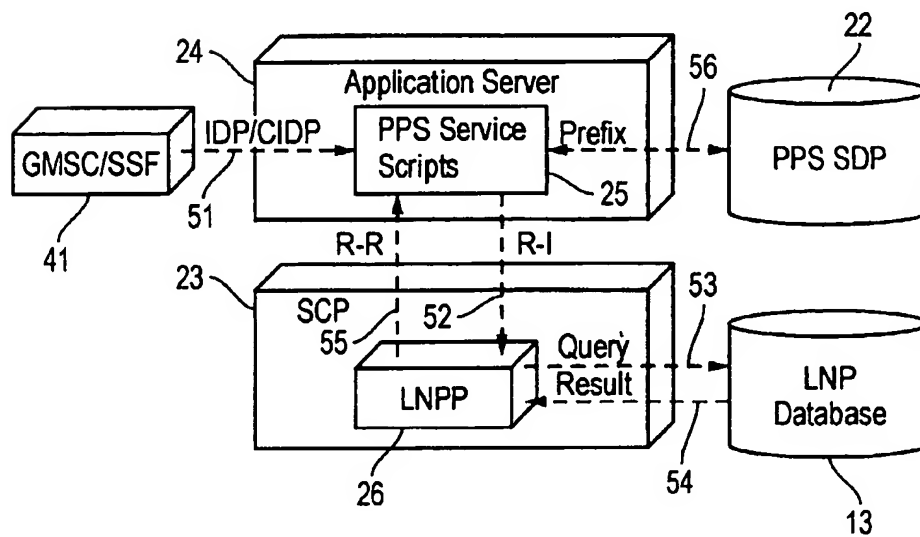 24
Application Server
56
22
GMSC/SSF
IDP/CIDP
51
PPS Service
Scripts
Prefix
25
PPS SDP
41
R-R
R-I
23
SCP
55
52
53
LNPP
Query
Result
LNP
Database
26
54
13